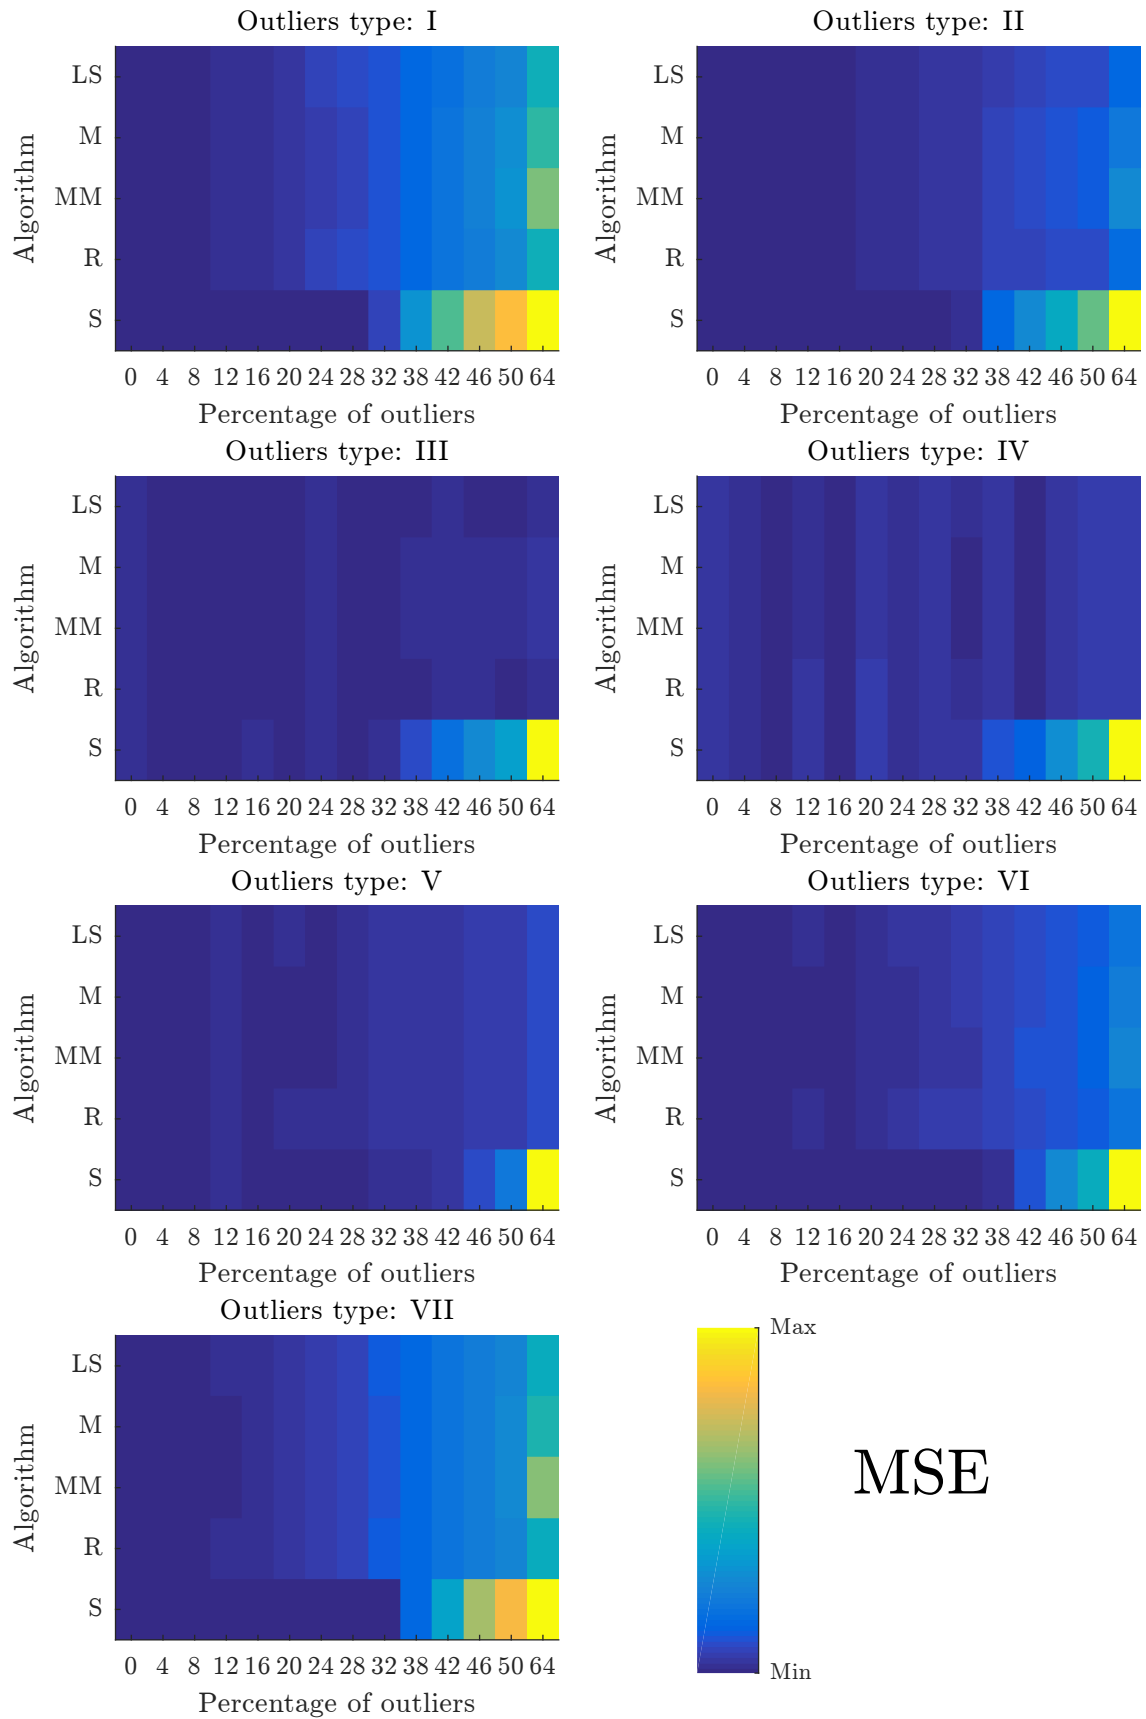 Outliers type: I
Algorithm
LS
M
MM
R
S
0 4 8 12 16 20 24 28 32 38 42 46 50 64
Percentage of outliers
Outliers type: II
Algorithm
LS
M
MM
R
S
0 4 8 12 16 20 24 28 32 38 42 46 50 64
Percentage of outliers
Outliers type: III
Algorithm
LS
M
MM
R
S
0 4 8 12 16 20 24 28 32 38 42 46 50 64
Percentage of outliers
Outliers type: IV
Algorithm
LS
M
MM
R
S
0 4 8 12 16 20 24 28 32 38 42 46 50 64
Percentage of outliers
Outliers type: V
Algorithm
LS
M
MM
R
S
0 4 8 12 16 20 24 28 32 38 42 46 50 64
Percentage of outliers
Outliers type: VI
Algorithm
LS
M
MM
R
S
0 4 8 12 16 20 24 28 32 38 42 46 50 64
Percentage of outliers
Outliers type: VII
Algorithm
LS
M
MM
R
S
0 4 8 12 16 20 24 28 32 38 42 46 50 64
Percentage of outliers
Max
MSE
Min